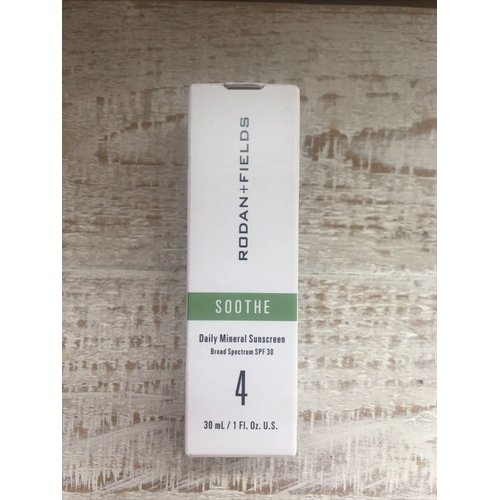 RODAN+FIELDS
SOOTHE
Daily Mineral Sunscreen
Broad Spectrum SPF 30
4
30 mL / 1 Fl. Oz. U.S.